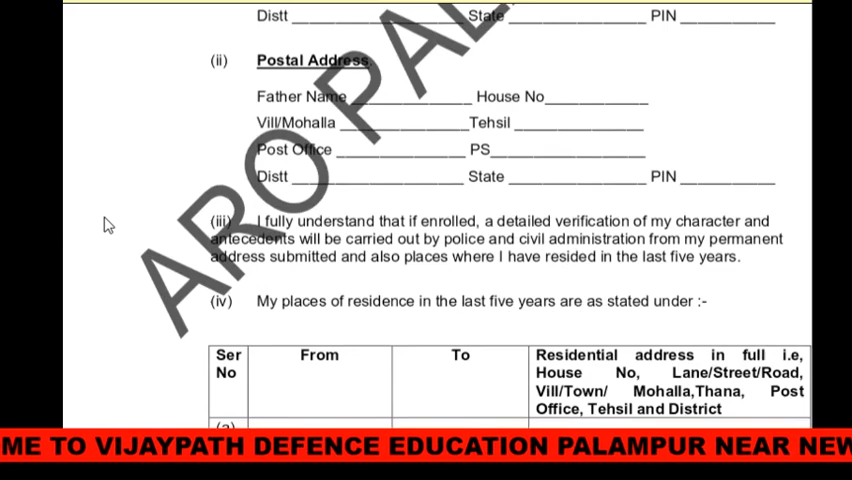 Distt ____________________ State ________________ PIN ___________
(ii) Postal Address.
Father Name ______________ House No____________
Vill/Mohalla _______________Tehsil _______________
Post Office _______________ PS__________________
Distt ____________________ State ________________ PIN ___________
(iii) I fully understand that if enrolled, a detailed verification of my character and
antecedents will be carried out by police and civil administration from my permanent
address submitted and also places where I have resided in the last five years.
(iv) My places of residence in the last five years are as stated under :-
Ser No
From
To
Residential address in full i.e,
House No, Lane/Street/Road,
Vill/Town/ Mohalla,Thana, Post
Office, Tehsil and District
ARO PAL
ME TO VIJAYPATH DEFENCE EDUCATION PALAMPUR NEAR NEW